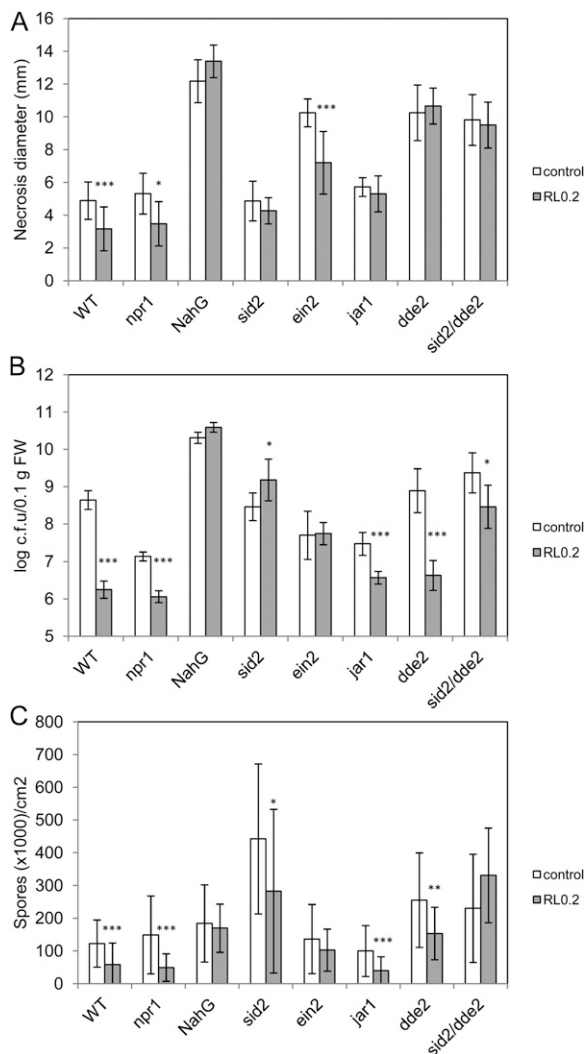 A
Necrosis diameter (mm)
16
14
12
10
8
6
4
2
0
*** * ***
WT npr1 NahG sid2 ein2 jar1 dde2 sid2/dde2
control
RL0.2
B
log c.f.u/0.1 g FW
12
11
10
9
8
7
6
5
*** *** * *** *** *
WT npr1 NahG sid2 ein2 jar1 dde2 sid2/dde2
control
RL0.2
C
Spores (x1000)/cm2
800
700
600
500
400
300
200
100
0
*** *** * *** **
WT npr1 NahG sid2 ein2 jar1 dde2 sid2/dde2
control
RL0.2